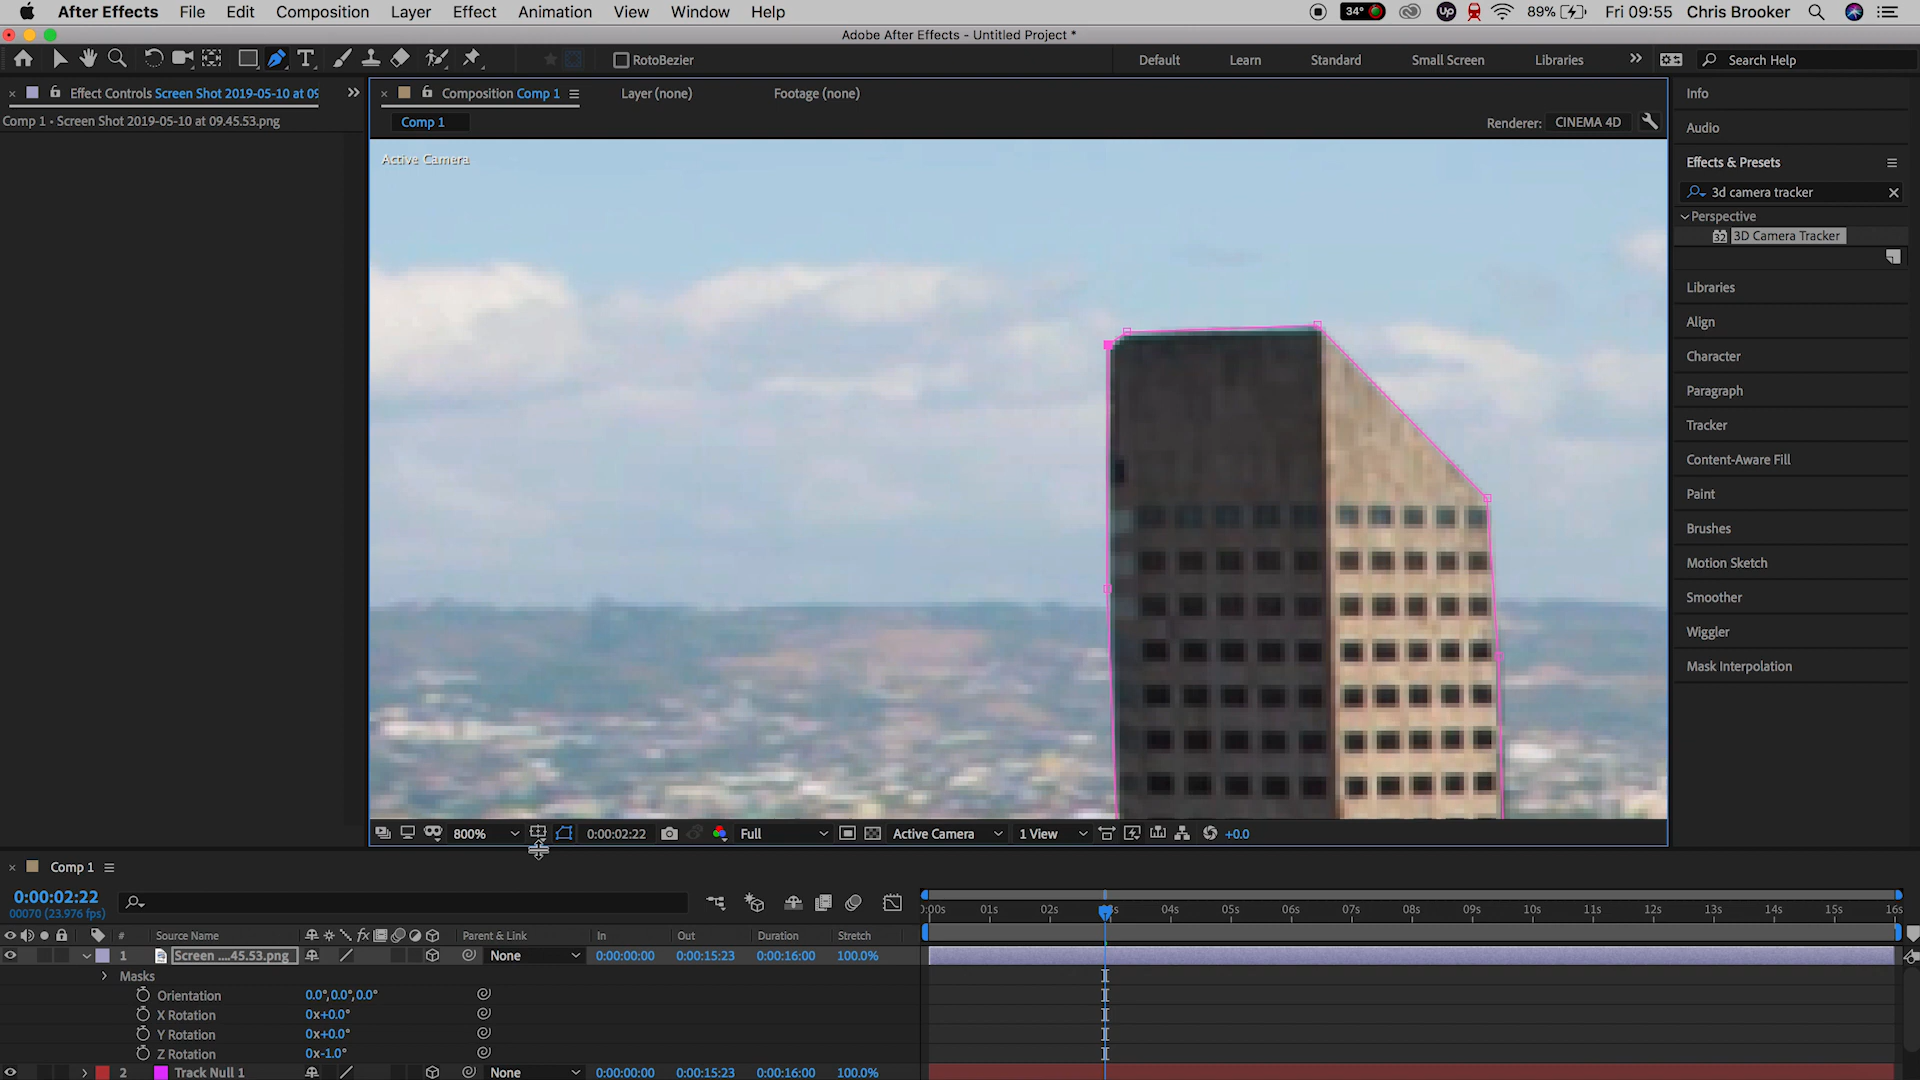 After Effects File Edit Composition Layer Effect Animation View Window Help 34° Up 89% Fri 09:55 Chris Brooker
Adobe After Effects - Untitled Project *
RotoBezier Default Learn Standard Small Screen Libraries Search Help
Effect Controls Screen Shot 2019-05-10 at 09
Composition Comp 1 Layer (none) Footage (none)
Comp 1 • Screen Shot 2019-05-10 at 09.45.53.png
Comp 1
Renderer: CINEMA 4D
Active Camera
Info
Audio
Effects & Presets
3d camera tracker
Perspective
32 3D Camera Tracker
Libraries
Align
Character
Paragraph
Tracker
Content-Aware Fill
Paint
Brushes
Motion Sketch
Smoother
Wiggler
Mask Interpolation
800% 0:00:02:22 Full Active Camera 1 View +0.0
Comp 1
0:00:02:22
00070 (23.976 fps)
# Source Name fx Parent & Link In Out Duration Stretch
:00s 01s 02s s 04s 05s 06s 07s 08s 09s 10s 11s 12s 13s 14s 15s 16s
1 Screen ....45.53.png None 0:00:00:00 0:00:15:23 0:00:16:00 100.0%
Masks
Orientation 0.0°,0.0°,0.0°
X Rotation 0x+0.0°
Y Rotation 0x+0.0°
Z Rotation 0x-1.0°
2 Track Null 1 None 0:00:00:00 0:00:15:23 0:00:16:00 100.0%